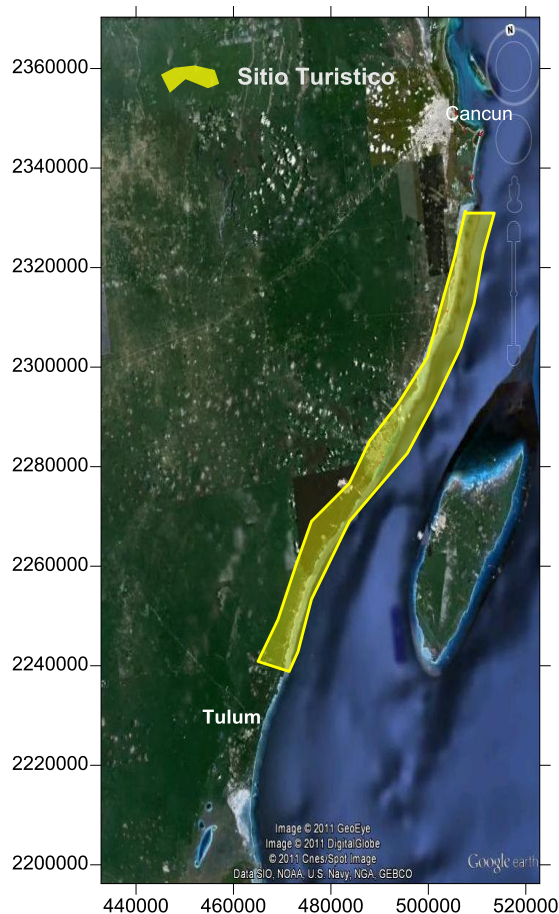 2360000
Sitio Turistico
N
Cancun
2340000
2320000
2300000
2280000
2260000
2240000
Tulum
2220000
2200000
Image © 2011 GeoEye
Image © 2011 DigitalGlobe
© 2011 Cnes/Spot Image
Data SIO, NOAA, U.S. Navy, NGA, GEBCO
Google earth
440000 460000 480000 500000 520000